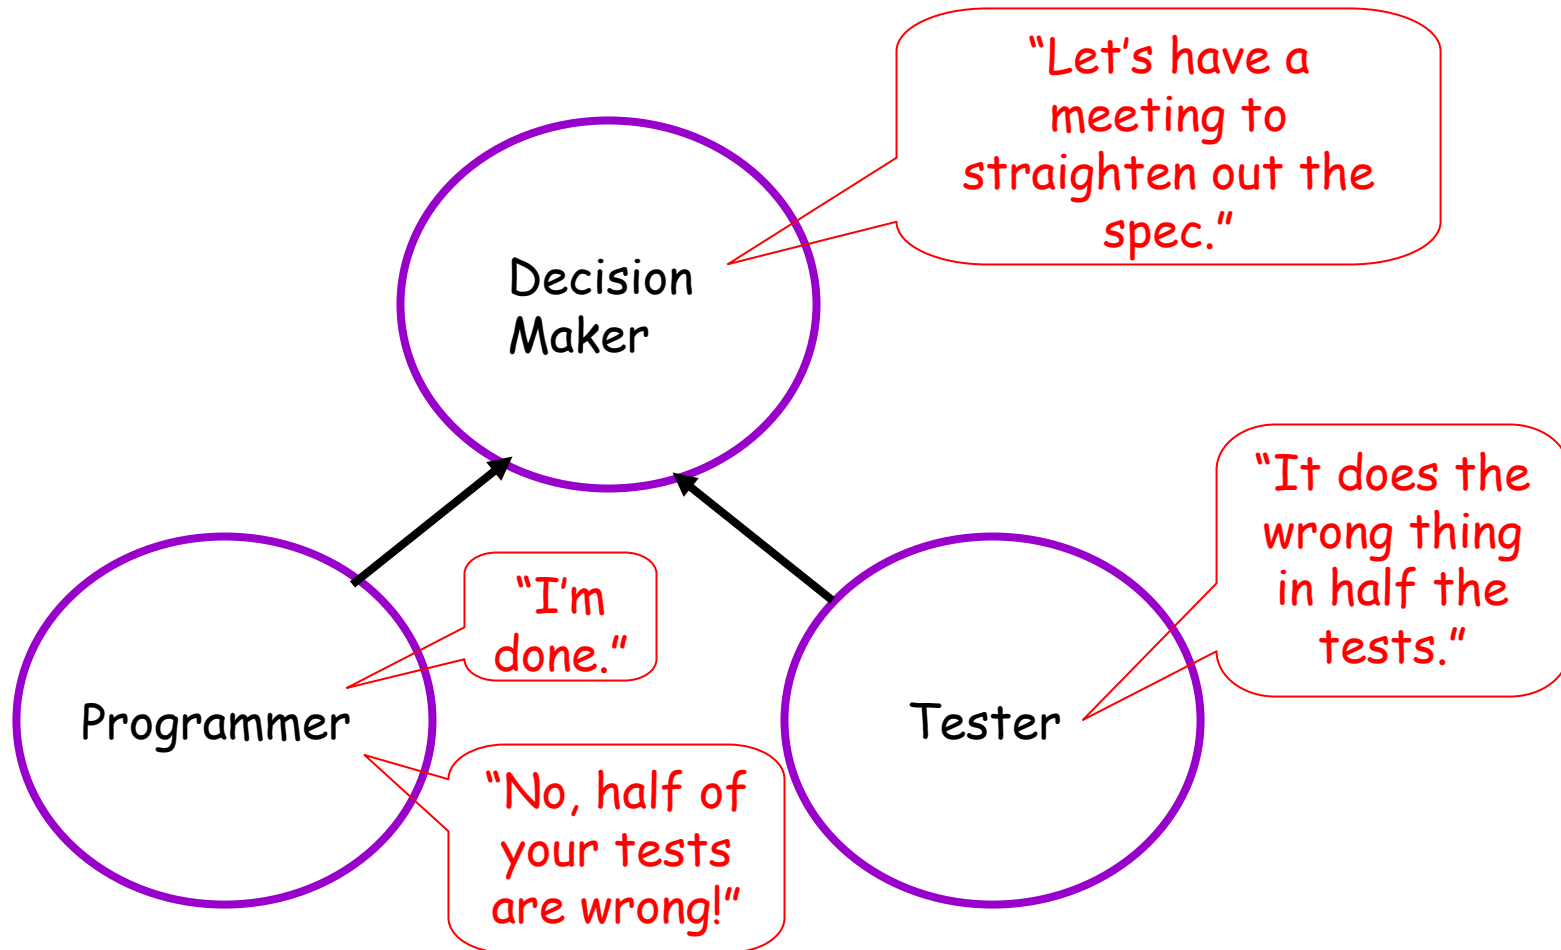 “Let’s have a
meeting to
straighten out the
spec.”
Decision
Maker
“It does the
wrong thing
in half the
tests.”
“I’m
done.”
Programmer
Tester
“No, half of
your tests
are wrong!”